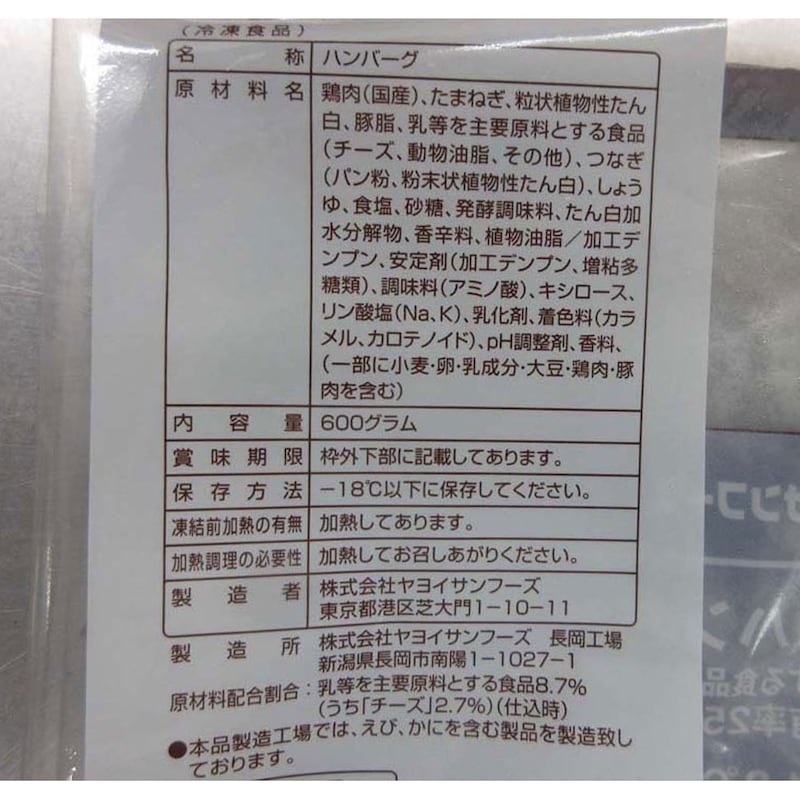 (冷凍食品)
名称 ハンバーグ
原材料名 鶏肉(国産)、たまねぎ、粒状植物性たん
白、豚脂、乳等を主要原料とする食品
(チーズ、動物油脂、その他)、つなぎ
(パン粉、粉末状植物性たん白)、しょう
ゆ、食塩、砂糖、発酵調味料、たん白加
水分解物、香辛料、植物油脂/加工デ
ンプン、安定剤(加工デンプン、増粘多
糖類)、調味料(アミノ酸)、キシロース、
リン酸塩(Na、K)、乳化剤、着色料(カラ
メル、カロテノイド)、pH調整剤、香料、
(一部に小麦・卵・乳成分・大豆・鶏肉・豚
肉を含む)
内容量 600グラム
賞味期限 枠外下部に記載してあります。
保存方法 −18℃以下に保存してください。
凍結前加熱の有無 加熱してあります。
加熱調理の必要性 加熱してお召しあがりください。
製造者 株式会社ヤヨイサンフーズ
東京都港区芝大門1−10−11
製造所 株式会社ヤヨイサンフーズ 長岡工場
新潟県長岡市南陽1−1027−1
原材料配合割合:乳等を主要原料とする食品8.7%
(うち「チーズ」2.7%)(仕込時)
●本品製造工場では、えび、かにを含む製品を製造致し
ております。